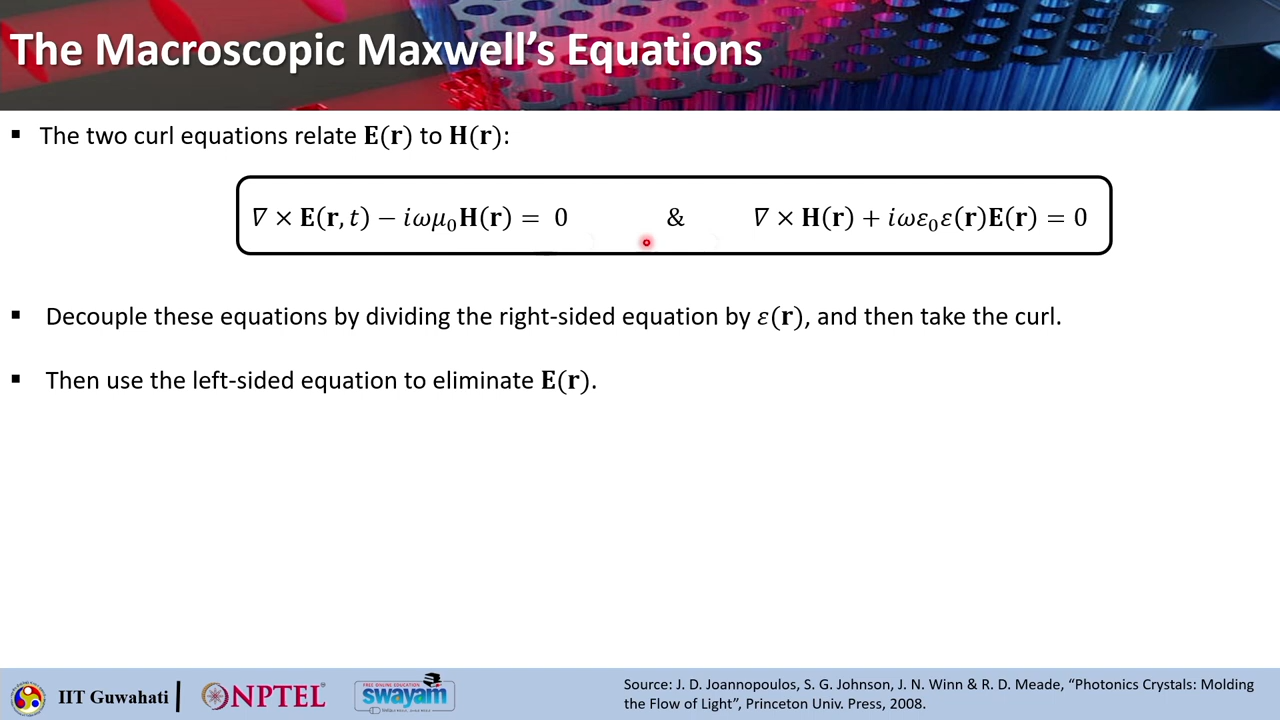 The Macroscopic Maxwell's Equations
▪ The two curl equations relate 𝐄(𝐫) to 𝐇(𝐫):
∇ × 𝐄(𝐫, 𝑡) − 𝑖𝜔𝜇₀𝐇(𝐫) = 0 & ∇ × 𝐇(𝐫) + 𝑖𝜔𝜀₀𝜀(𝐫)𝐄(𝐫) = 0
▪ Decouple these equations by dividing the right-sided equation by 𝜀(𝐫), and then take the curl.
▪ Then use the left-sided equation to eliminate 𝐄(𝐫).
IIT Guwahati
NPTEL
FREE ONLINE EDUCATION
swayam
Source: J. D. Joannopoulos, S. G. Johnson, J. N. Winn & R. D. Meade, "Photonics Crystals: Molding
the Flow of Light", Princeton Univ. Press, 2008.